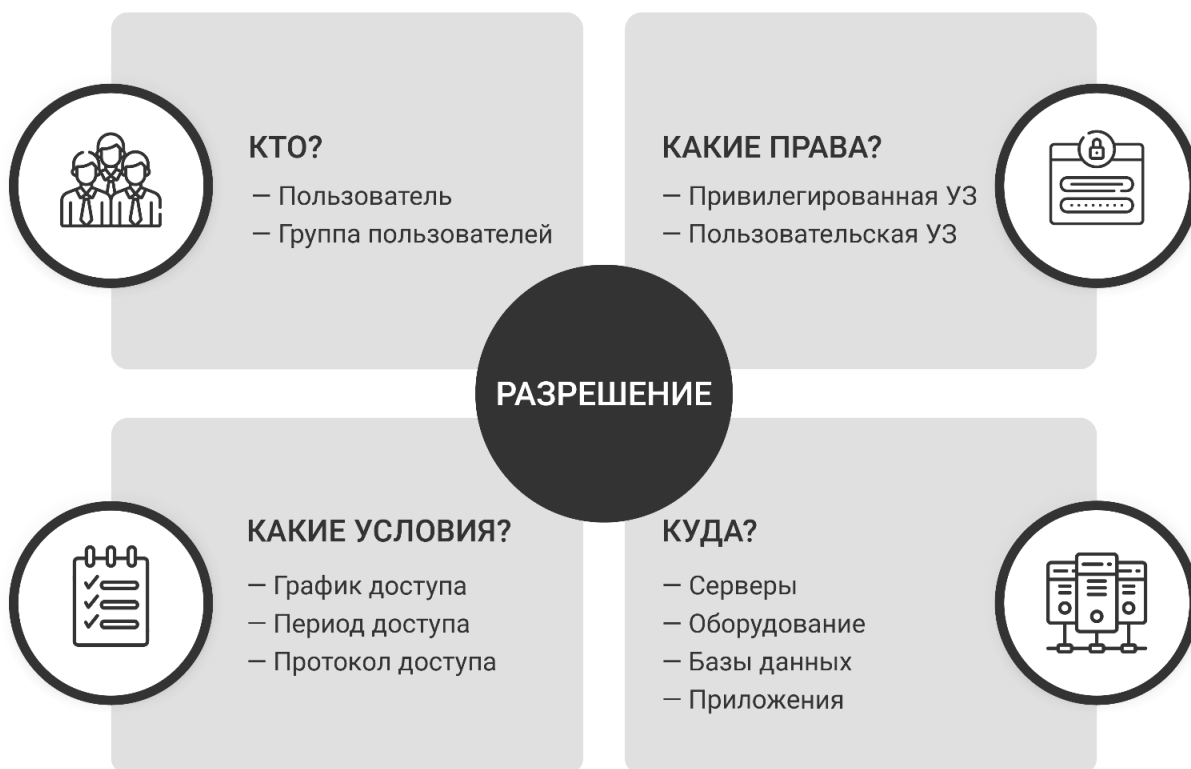 КТО?
— Пользователь
— Группа пользователей
КАКИЕ ПРАВА?
— Привилегированная УЗ
— Пользовательская УЗ
РАЗРЕШЕНИЕ
КАКИЕ УСЛОВИЯ?
— График доступа
— Период доступа
— Протокол доступа
КУДА?
— Серверы
— Оборудование
— Базы данных
— Приложения